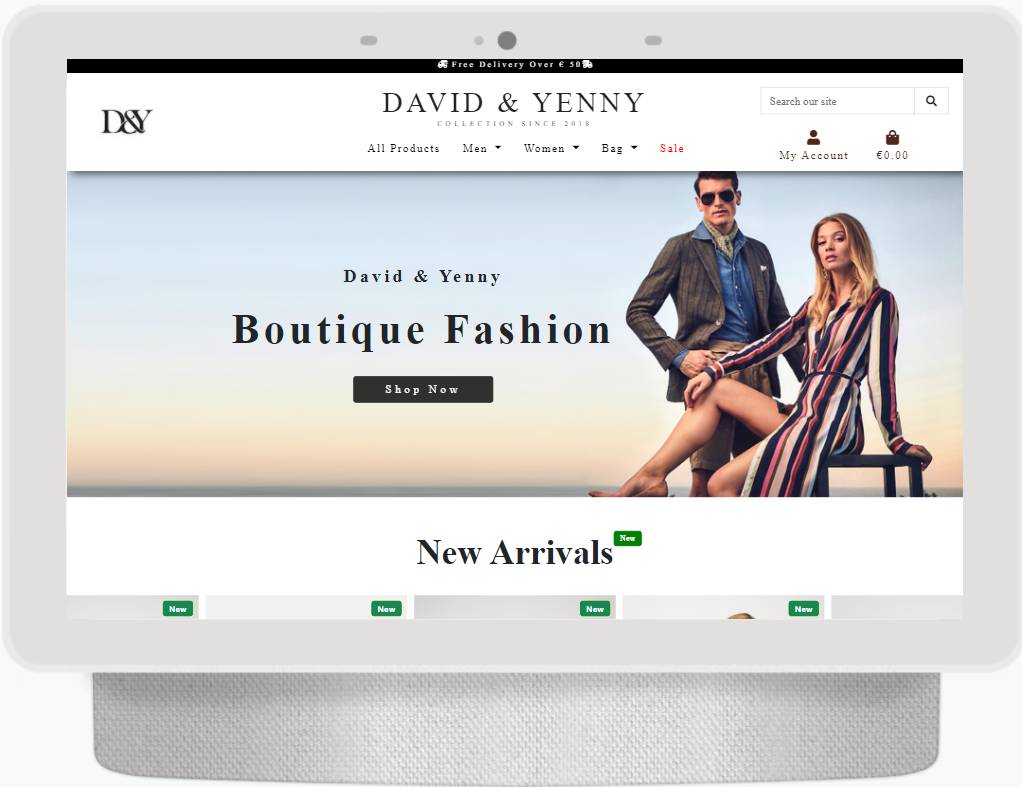 Free Delivery Over € 50
D&Y
DAVID & YENNY
COLLECTION SINCE 2018
Search our site
All Products Men Women Bag Sale
My Account €0.00
David & Yenny
Boutique Fashion
Shop Now
New Arrivals New
New New New New